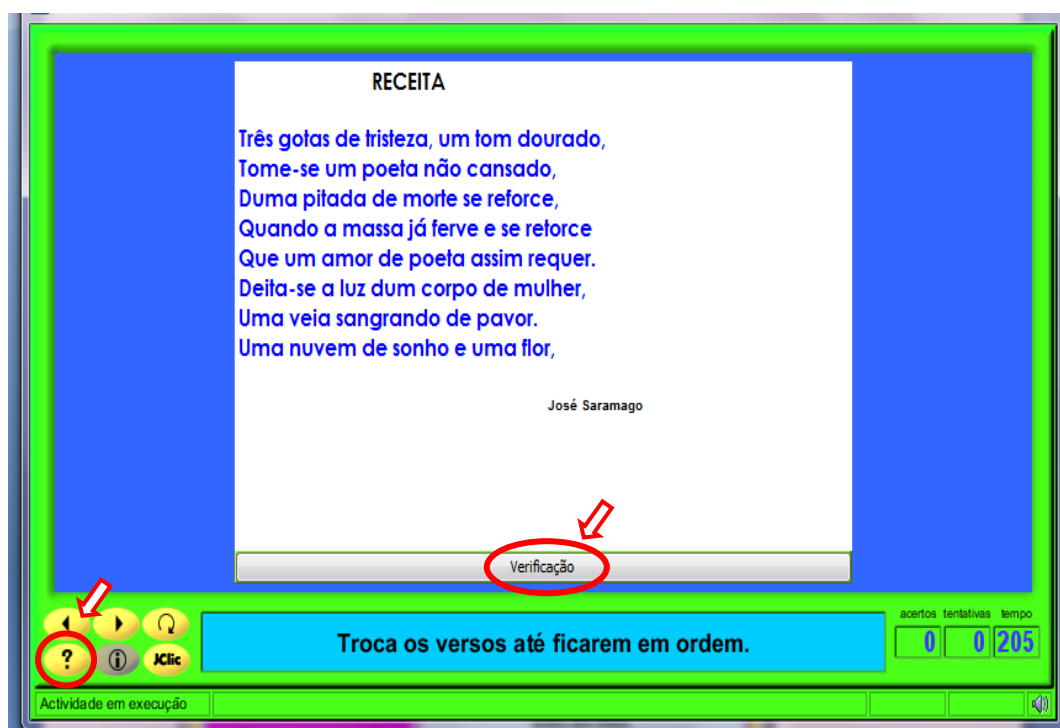 RECEITA
Três gotas de tristeza, um tom dourado,
Tome-se um poeta não cansado,
Duma pitada de morte se reforce,
Quando a massa já ferve e se retorce
Que um amor de poeta assim requer.
Deita-se a luz dum corpo de mulher,
Uma veia sangrando de pavor.
Uma nuvem de sonho e uma flor,
José Saramago
Verificação
acertos tentativas tempo
0 0 205
Troca os versos até ficarem em ordem.
? i JClic
Actividade em execução